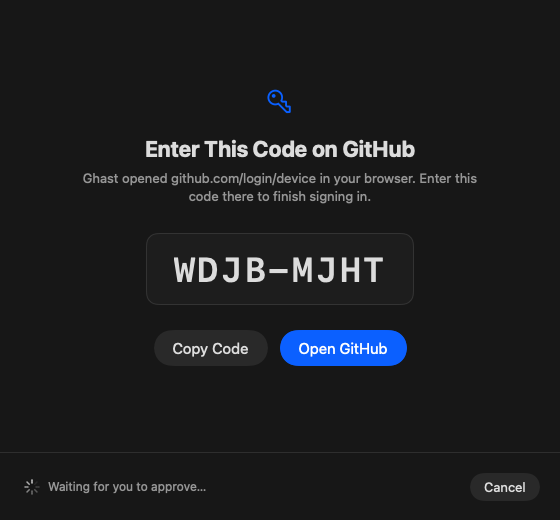 Enter This Code on GitHub
Ghast opened github.com/login/device in your browser. Enter this
code there to finish signing in.
WDJB–MJHT
Copy Code
Open GitHub
Waiting for you to approve...
Cancel